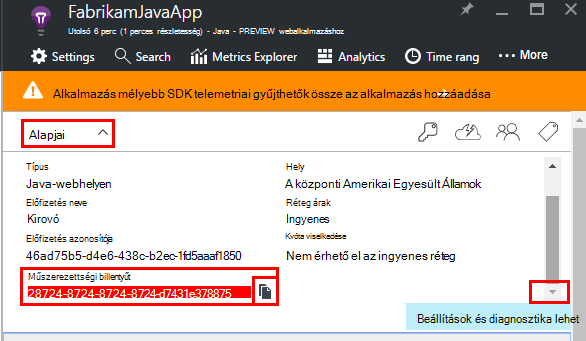 FabrikamJavaApp
Utolsó 6 perc (1 perces részletesség) - Java - PREVIEW webalkalmazáshoz
Settings Search Metrics Explorer Analytics Time rang ••• More
Alkalmazás mélyebb SDK telemetriai gyűjthetők össze az alkalmazás hozzáadása
Alapjai
Típus Hely
Java-webhelyen A központi Amerikai Egyesült Államok
Előfizetés neve Réteg árak
Kirovó Ingyenes
Előfizetés azonosítója Kvóta viselkedése
46ad75b5-d4e6-438c-b2ec-1fd5aaaf1850 Nem érhető el az ingyenes réteg
Műszerezettségi billentyűt
28724-8724-8724-8724-d7431e378875
Beállítások és diagnosztika lehet